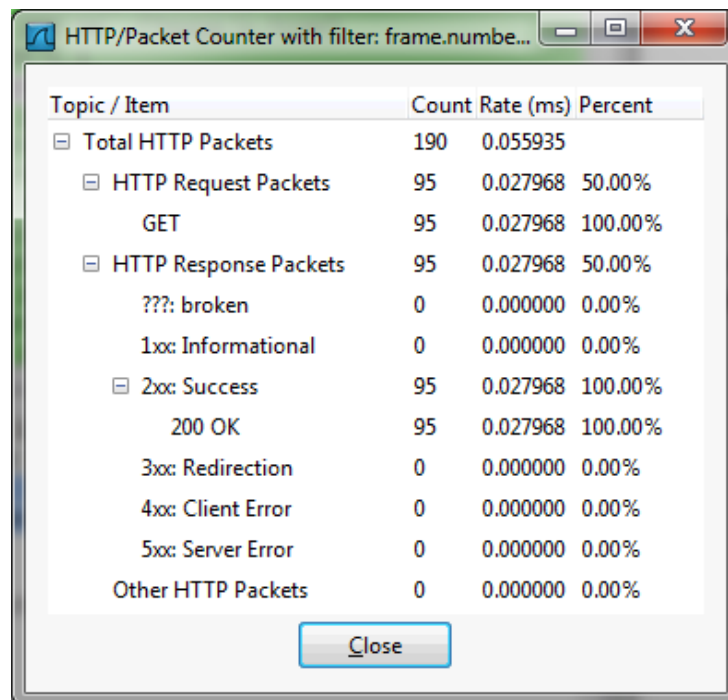 HTTP/Packet Counter with filter: frame.numbe...
Topic / Item Count Rate (ms) Percent
Total HTTP Packets 190 0.055935
HTTP Request Packets 95 0.027968 50.00%
GET 95 0.027968 100.00%
HTTP Response Packets 95 0.027968 50.00%
???: broken 0 0.000000 0.00%
1xx: Informational 0 0.000000 0.00%
2xx: Success 95 0.027968 100.00%
200 OK 95 0.027968 100.00%
3xx: Redirection 0 0.000000 0.00%
4xx: Client Error 0 0.000000 0.00%
5xx: Server Error 0 0.000000 0.00%
Other HTTP Packets 0 0.000000 0.00%
Close